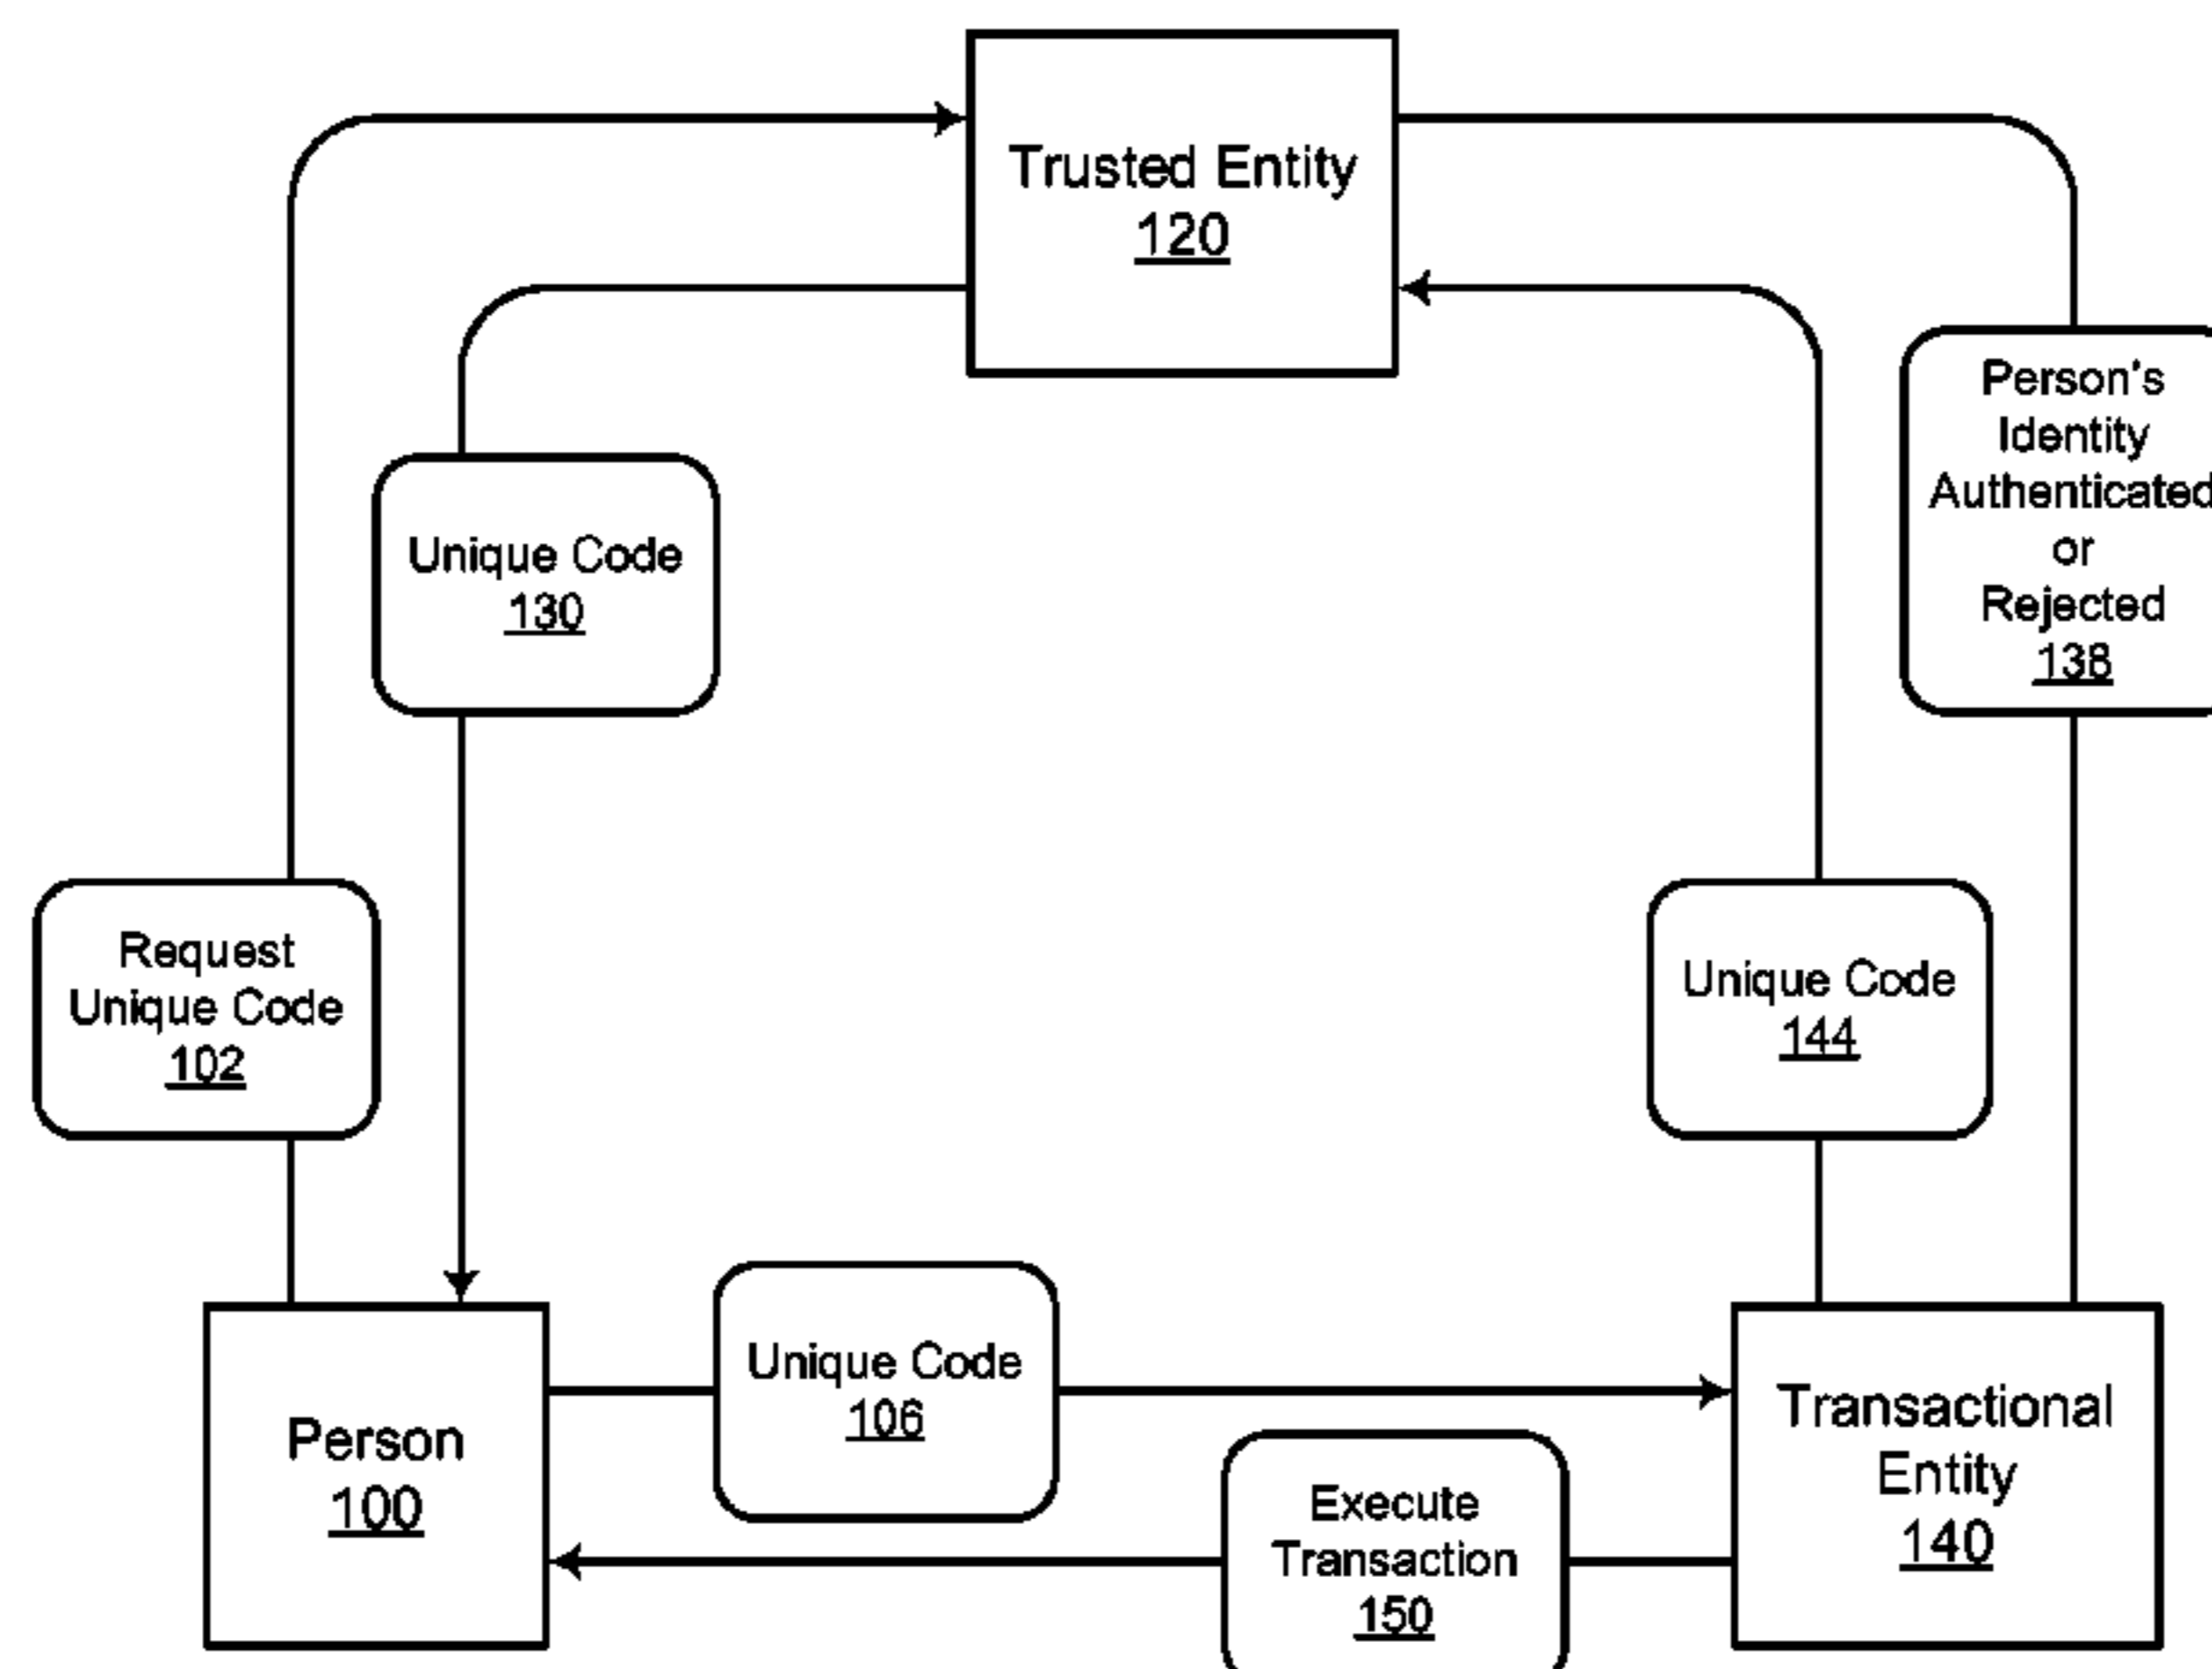 Trusted Entity
120
Person's
Identity
Authenticated
or
Rejected
138
Unique Code
130
Request
Unique Code
102
Unique Code
144
Unique Code
106
Person
100
Transactional
Entity
140
Execute
Transaction
150